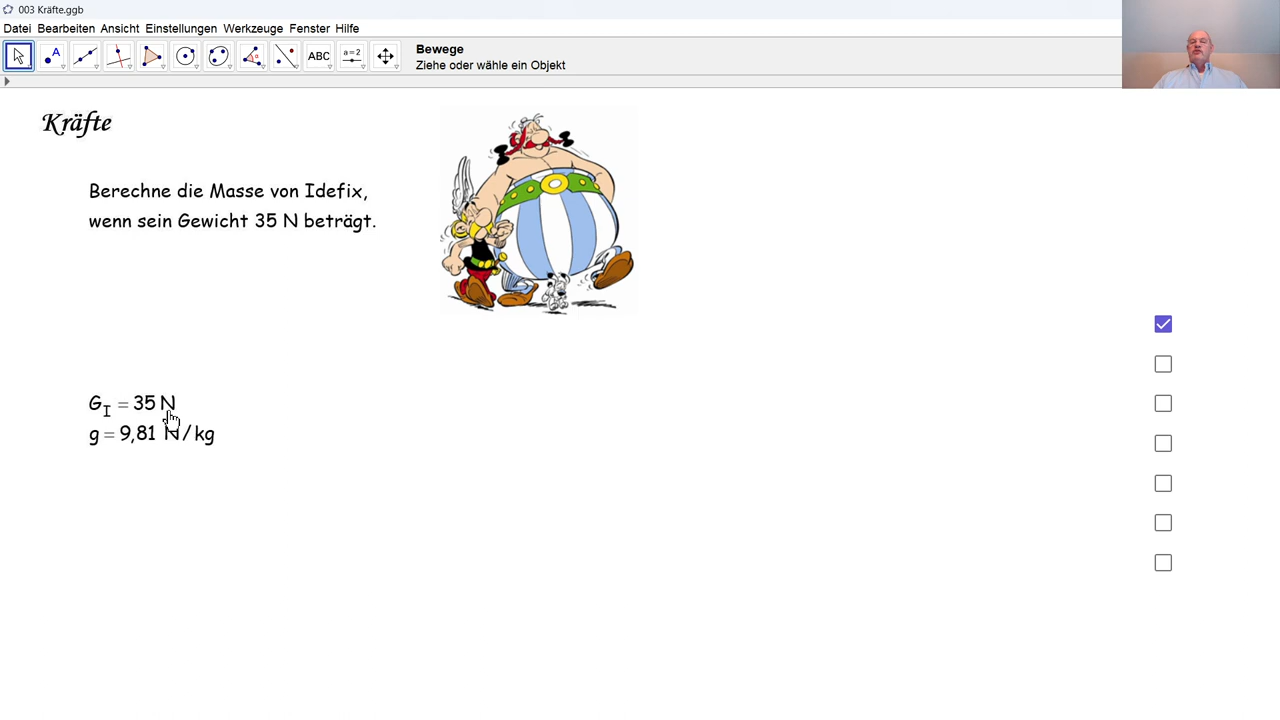 003 Kräfte.ggb
Datei Bearbeiten Ansicht Einstellungen Werkzeuge Fenster Hilfe
A ABC a=2 Bewege
Ziehe oder wähle ein Objekt
Kräfte
Berechne die Masse von Idefix,
wenn sein Gewicht 35 N beträgt.
G_I = 35 N
g = 9,81 N/kg